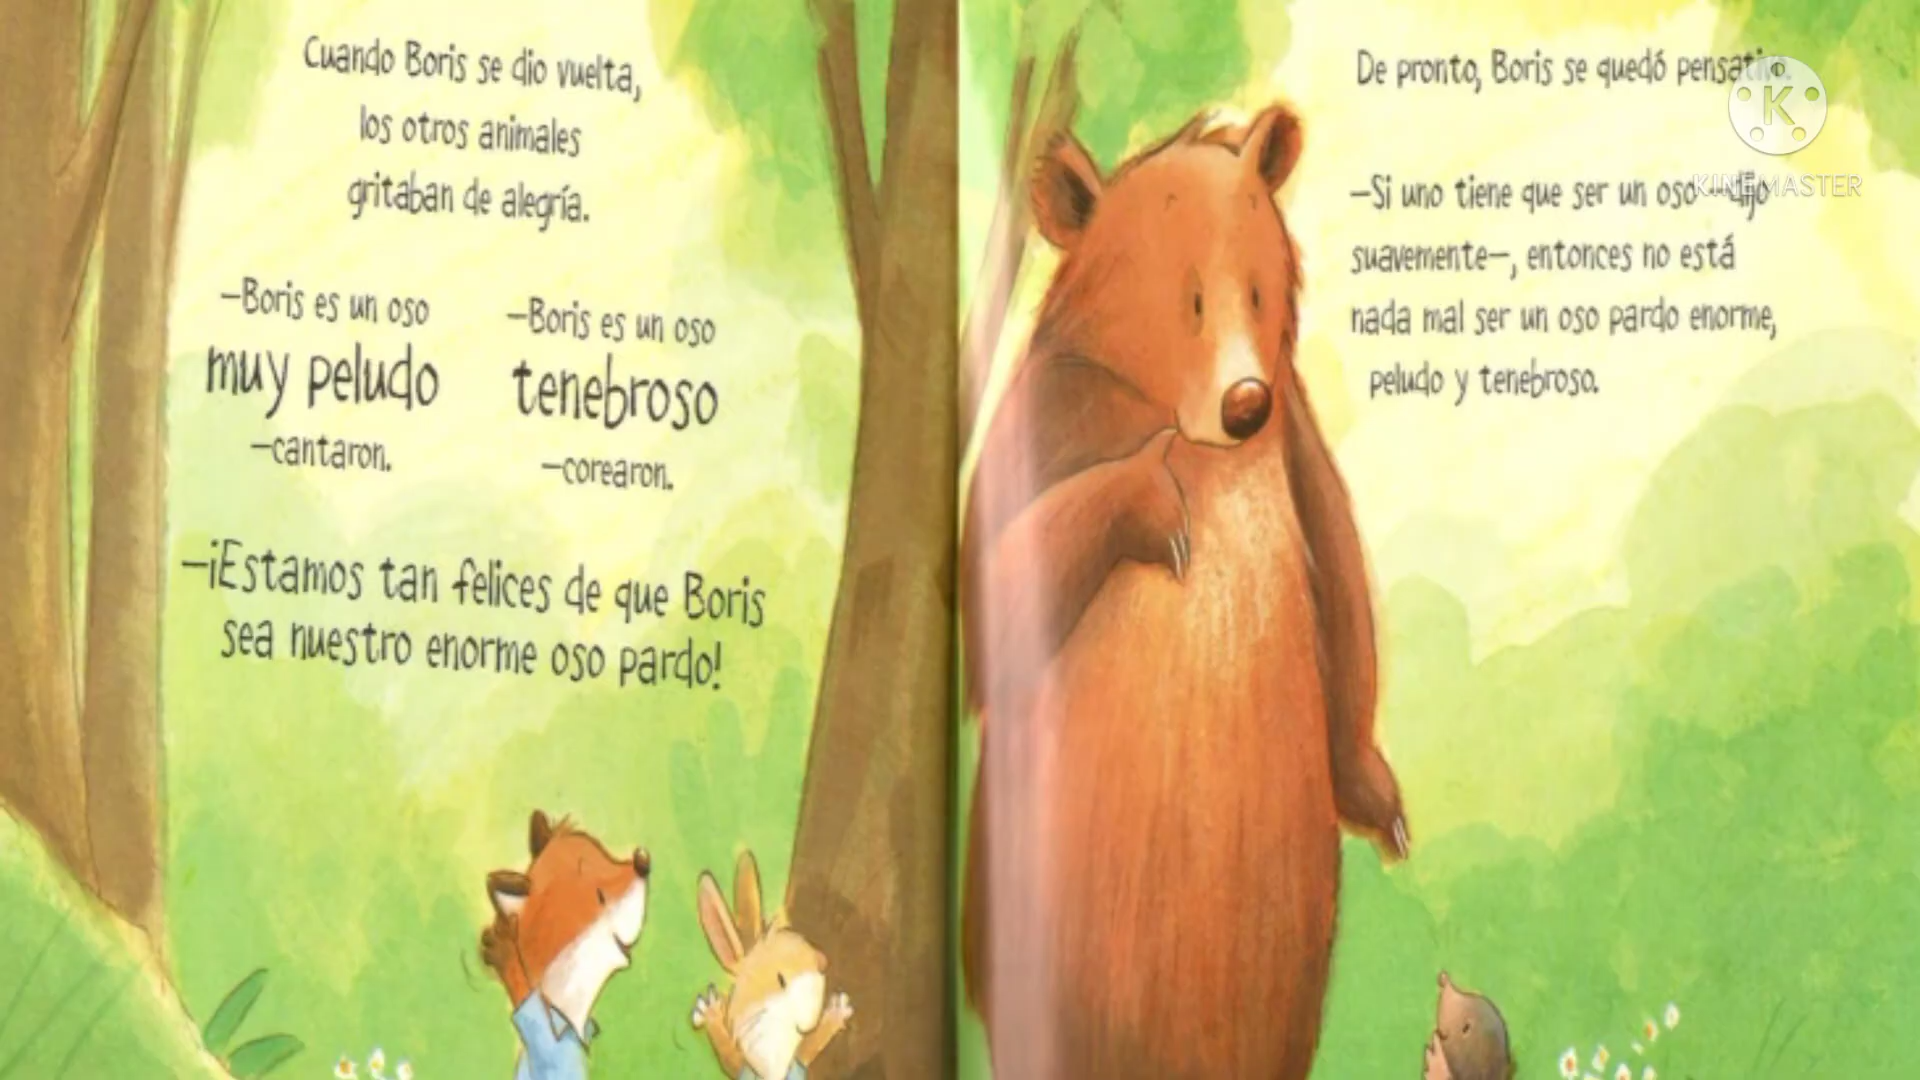 Cuando Boris se dio vuelta,
los otros animales
gritaban de alegría.
—Boris es un oso
muy peludo
—cantaron.
—Boris es un oso
tenebroso
—corearon.
—¡Estamos tan felices de que Boris
sea nuestro enorme oso pardo!
De pronto, Boris se quedó pensativo.
—Si uno tiene que ser un oso —dijo
suavemente—, entonces no está
nada mal ser un oso pardo enorme,
peludo y tenebroso.
K
KINEMASTER